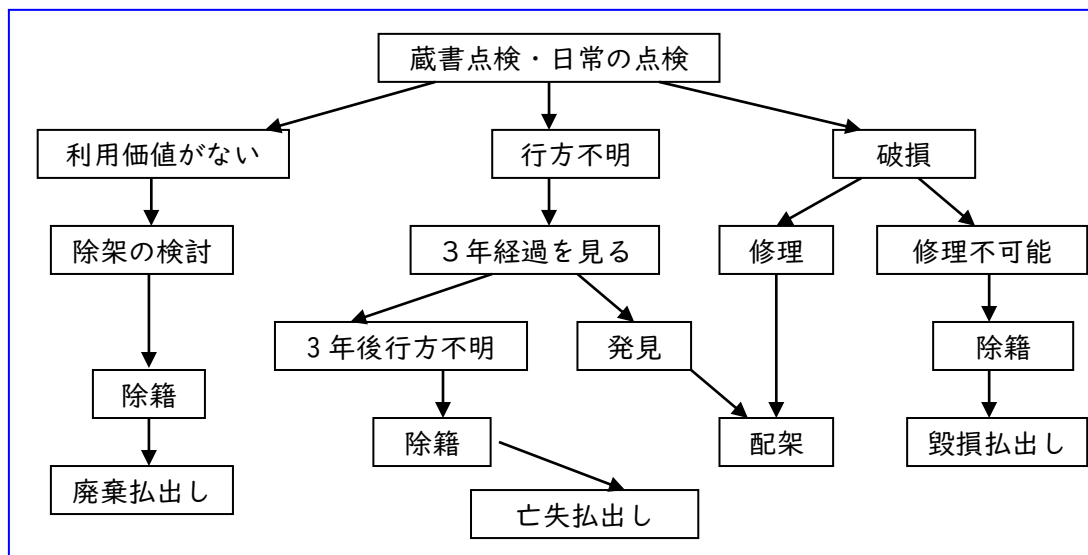 蔵書点検・日常の点検
利用価値がない
行方不明
破損
除架の検討
３年経過を見る
修理
修理不可能
３年後行方不明
発見
除籍
除籍
除籍
配架
毀損払出し
廃棄払出し
亡失払出し